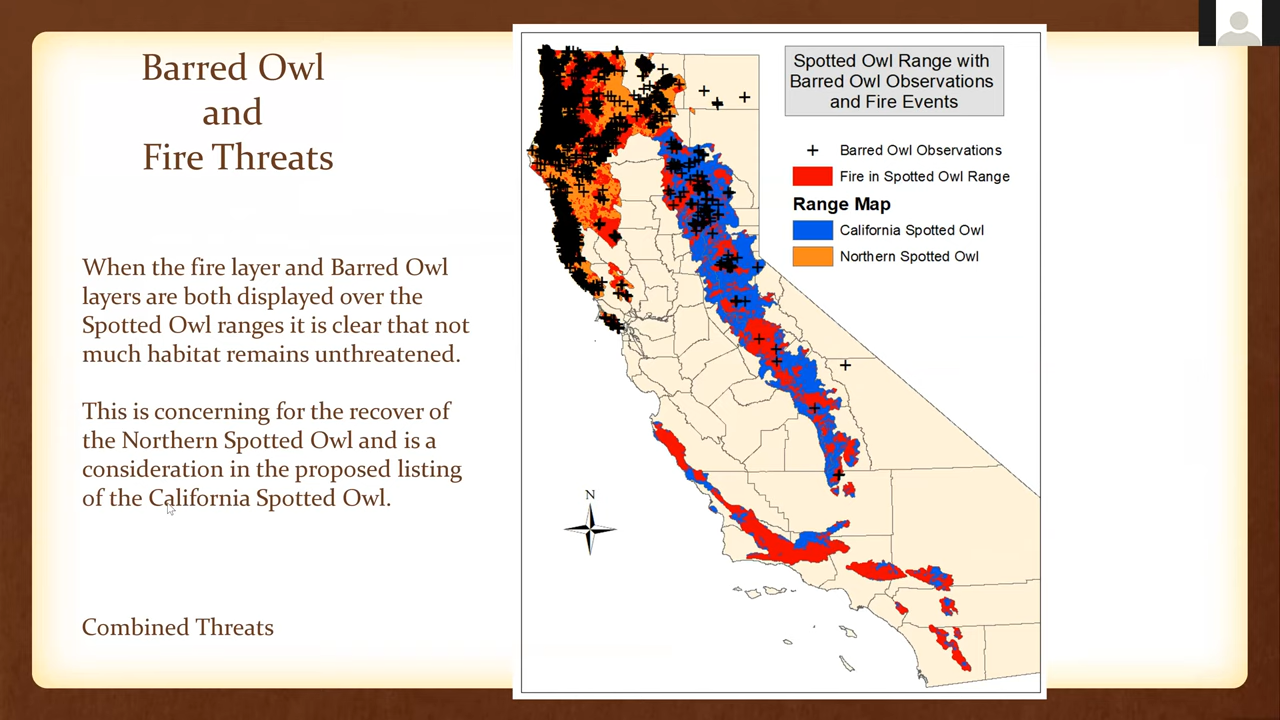 Barred Owl
and
Fire Threats
When the fire layer and Barred Owl
layers are both displayed over the
Spotted Owl ranges it is clear that not
much habitat remains unthreatened.
This is concerning for the recover of
the Northern Spotted Owl and is a
consideration in the proposed listing
of the California Spotted Owl.
Combined Threats
Spotted Owl Range with
Barred Owl Observations
and Fire Events
Barred Owl Observations
Fire in Spotted Owl Range
Range Map
California Spotted Owl
Northern Spotted Owl
N